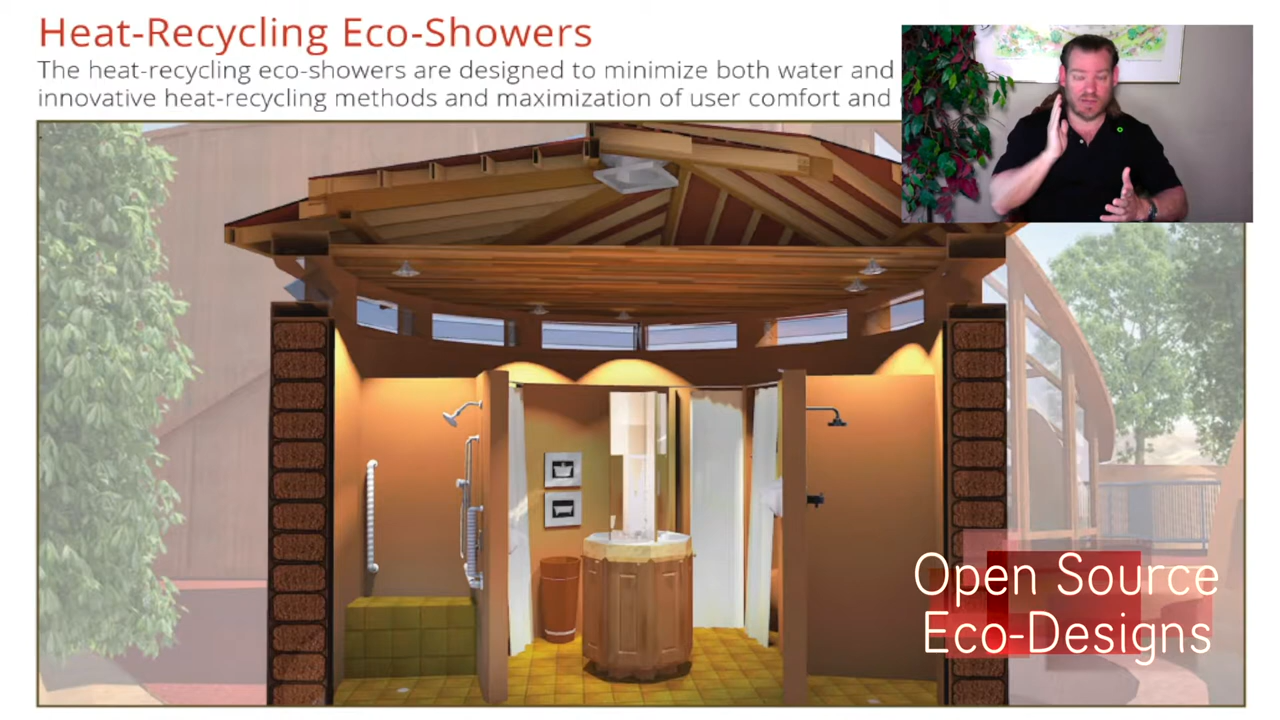 Heat-Recycling Eco-Showers
The heat-recycling eco-showers are designed to minimize both water and
innovative heat-recycling methods and maximization of user comfort and
Open Source
Eco-Designs